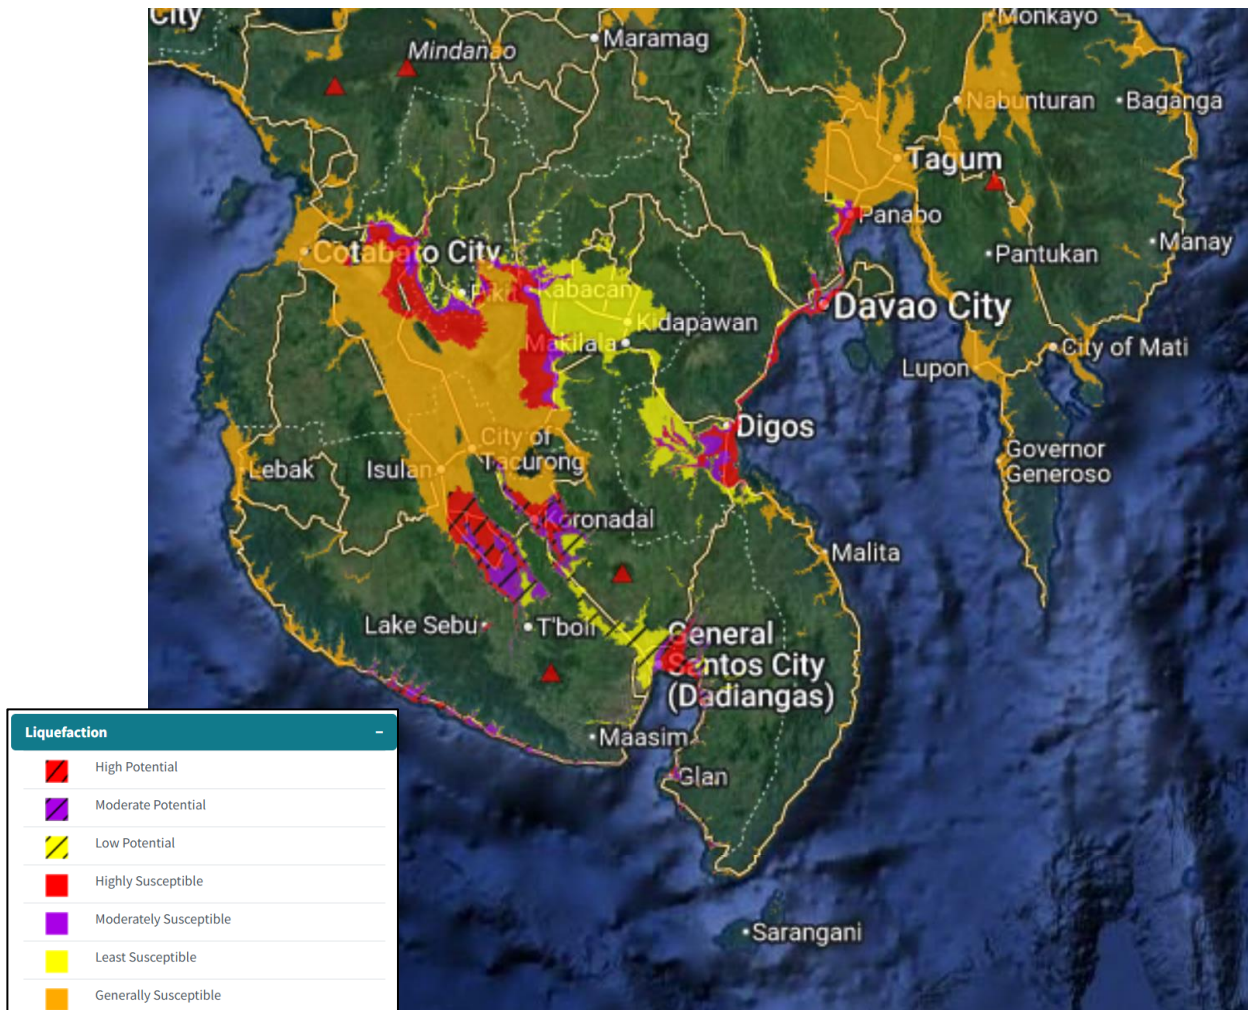 City
Monkayo
Maramag
Mindanao
Nabunturan
Baganga
Tagum
Panabo
Manay
Pantukan
Cotabato City
Pikit
Kabacan
Davao City
Kidapawan
Makilala
City of Mati
Lupon
Digos
City of
Tacurong
Governor
Generoso
Lebak
Isulan
Koronadal
Malita
Lake Sebu
T'boli
General
Santos City
(Dadiangas)
Maasim
Glan
Sarangani
Liquefaction −
High Potential
Moderate Potential
Low Potential
Highly Susceptible
Moderately Susceptible
Least Susceptible
Generally Susceptible